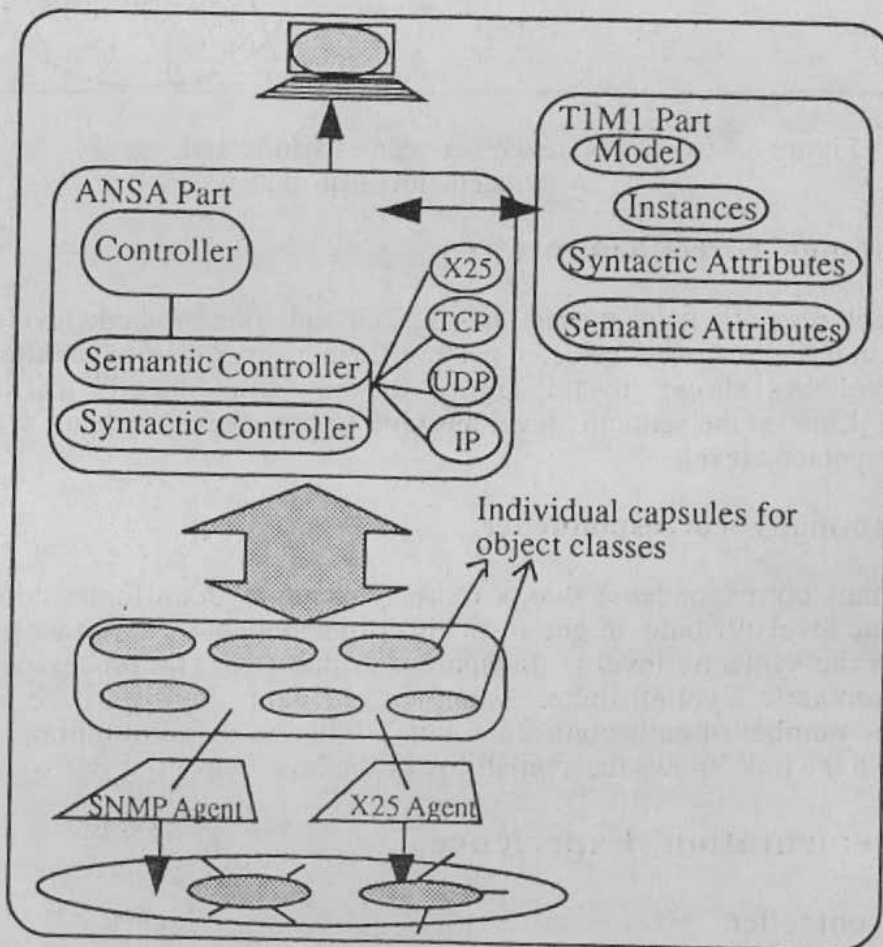 T1M1 Part
Model
Instances
Syntactic Attributes
Semantic Attributes
ANSA Part
Controller
Semantic Controller
Syntactic Controller
X25
TCP
UDP
IP
Individual capsules for
object classes
SNMP Agent
X25 Agent